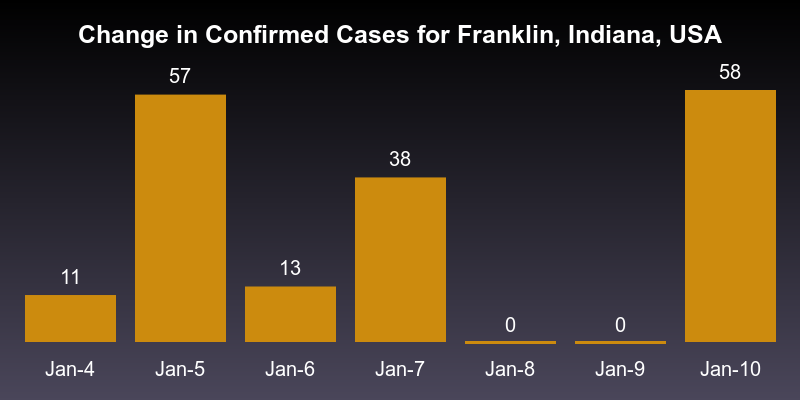 Change in Confirmed Cases for Franklin, Indiana, USA
11
57
13
38
0
0
58
Jan-4
Jan-5
Jan-6
Jan-7
Jan-8
Jan-9
Jan-10